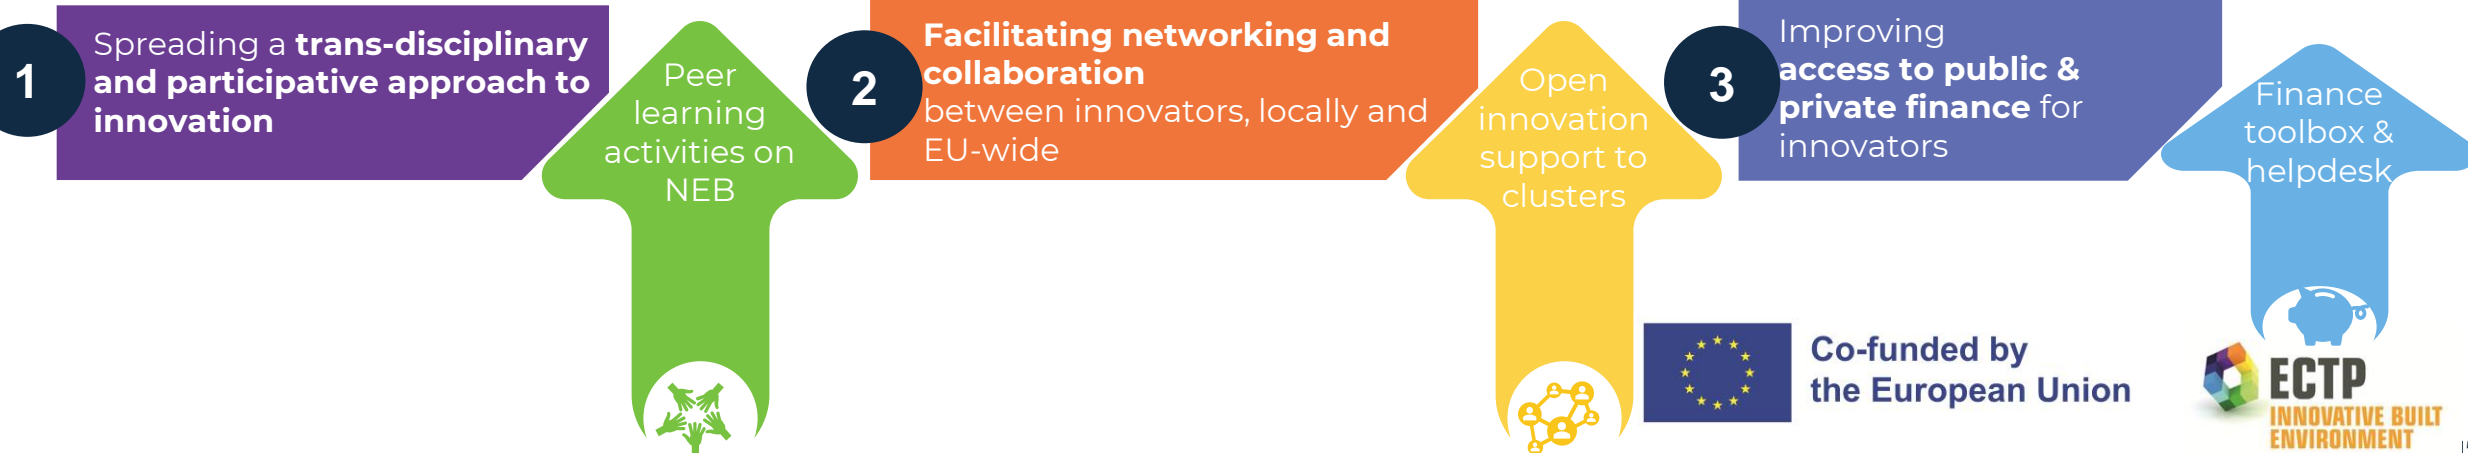 1
Spreading a trans-disciplinary
and participative approach to
innovation
Peer
learning
activities on
NEB
2
Facilitating networking and
collaboration
between innovators, locally and
EU-wide
Open
innovation
support to
clusters
3
Improving
access to public &
private finance for
innovators
Finance
toolbox &
helpdesk
Co-funded by
the European Union
ECTP
INNOVATIVE BUILT
ENVIRONMENT